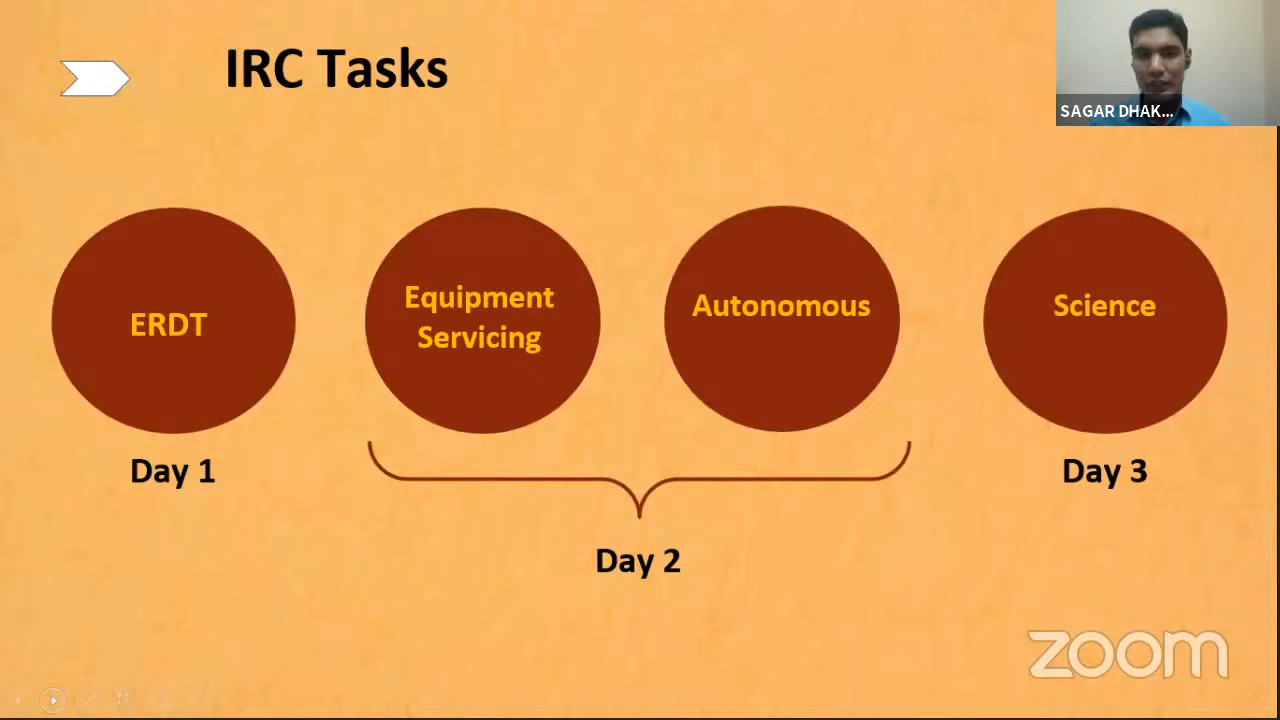 IRC Tasks
SAGAR DHAK...
ERDT
Equipment
Servicing
Autonomous
Science
Day 1
Day 3
Day 2
zoom